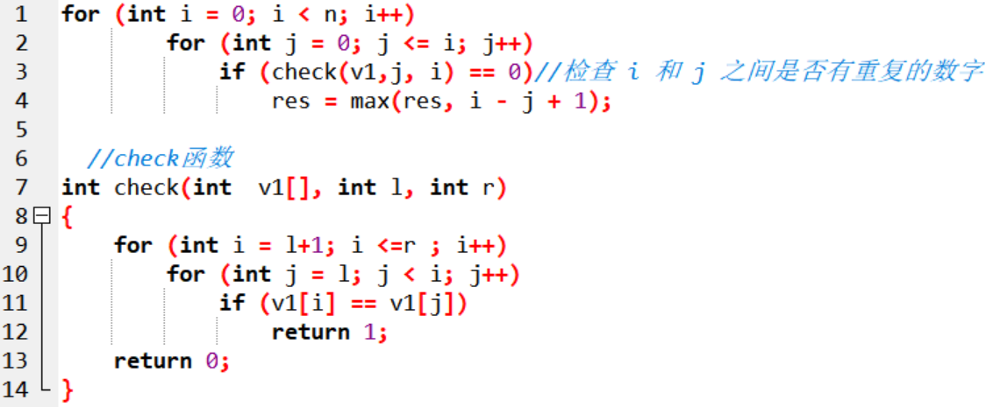 1 for (int i = 0; i < n; i++)
2 for (int j = 0; j <= i; j++)
3 if (check(v1,j, i) == 0)//检查 i 和 j 之间是否有重复的数字
4 res = max(res, i - j + 1);
5
6 //check函数
7 int check(int  v1[], int l, int r)
8 {
9 for (int i = l+1; i <=r ; i++)
10 for (int j = l; j < i; j++)
11 if (v1[i] == v1[j])
12 return 1;
13 return 0;
14 }